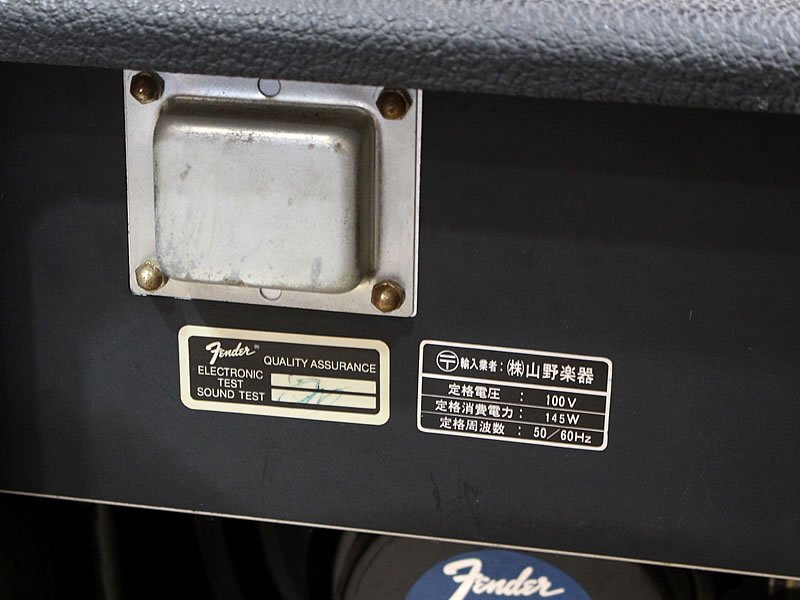 Fender® QUALITY ASSURANCE
ELECTRONIC
TEST
SOUND TEST
〒 輸入業者：㈱山野楽器
定格電圧 ： 100V
定格消費電力： 145W
定格周波数 ： 50／60Hz
Fender